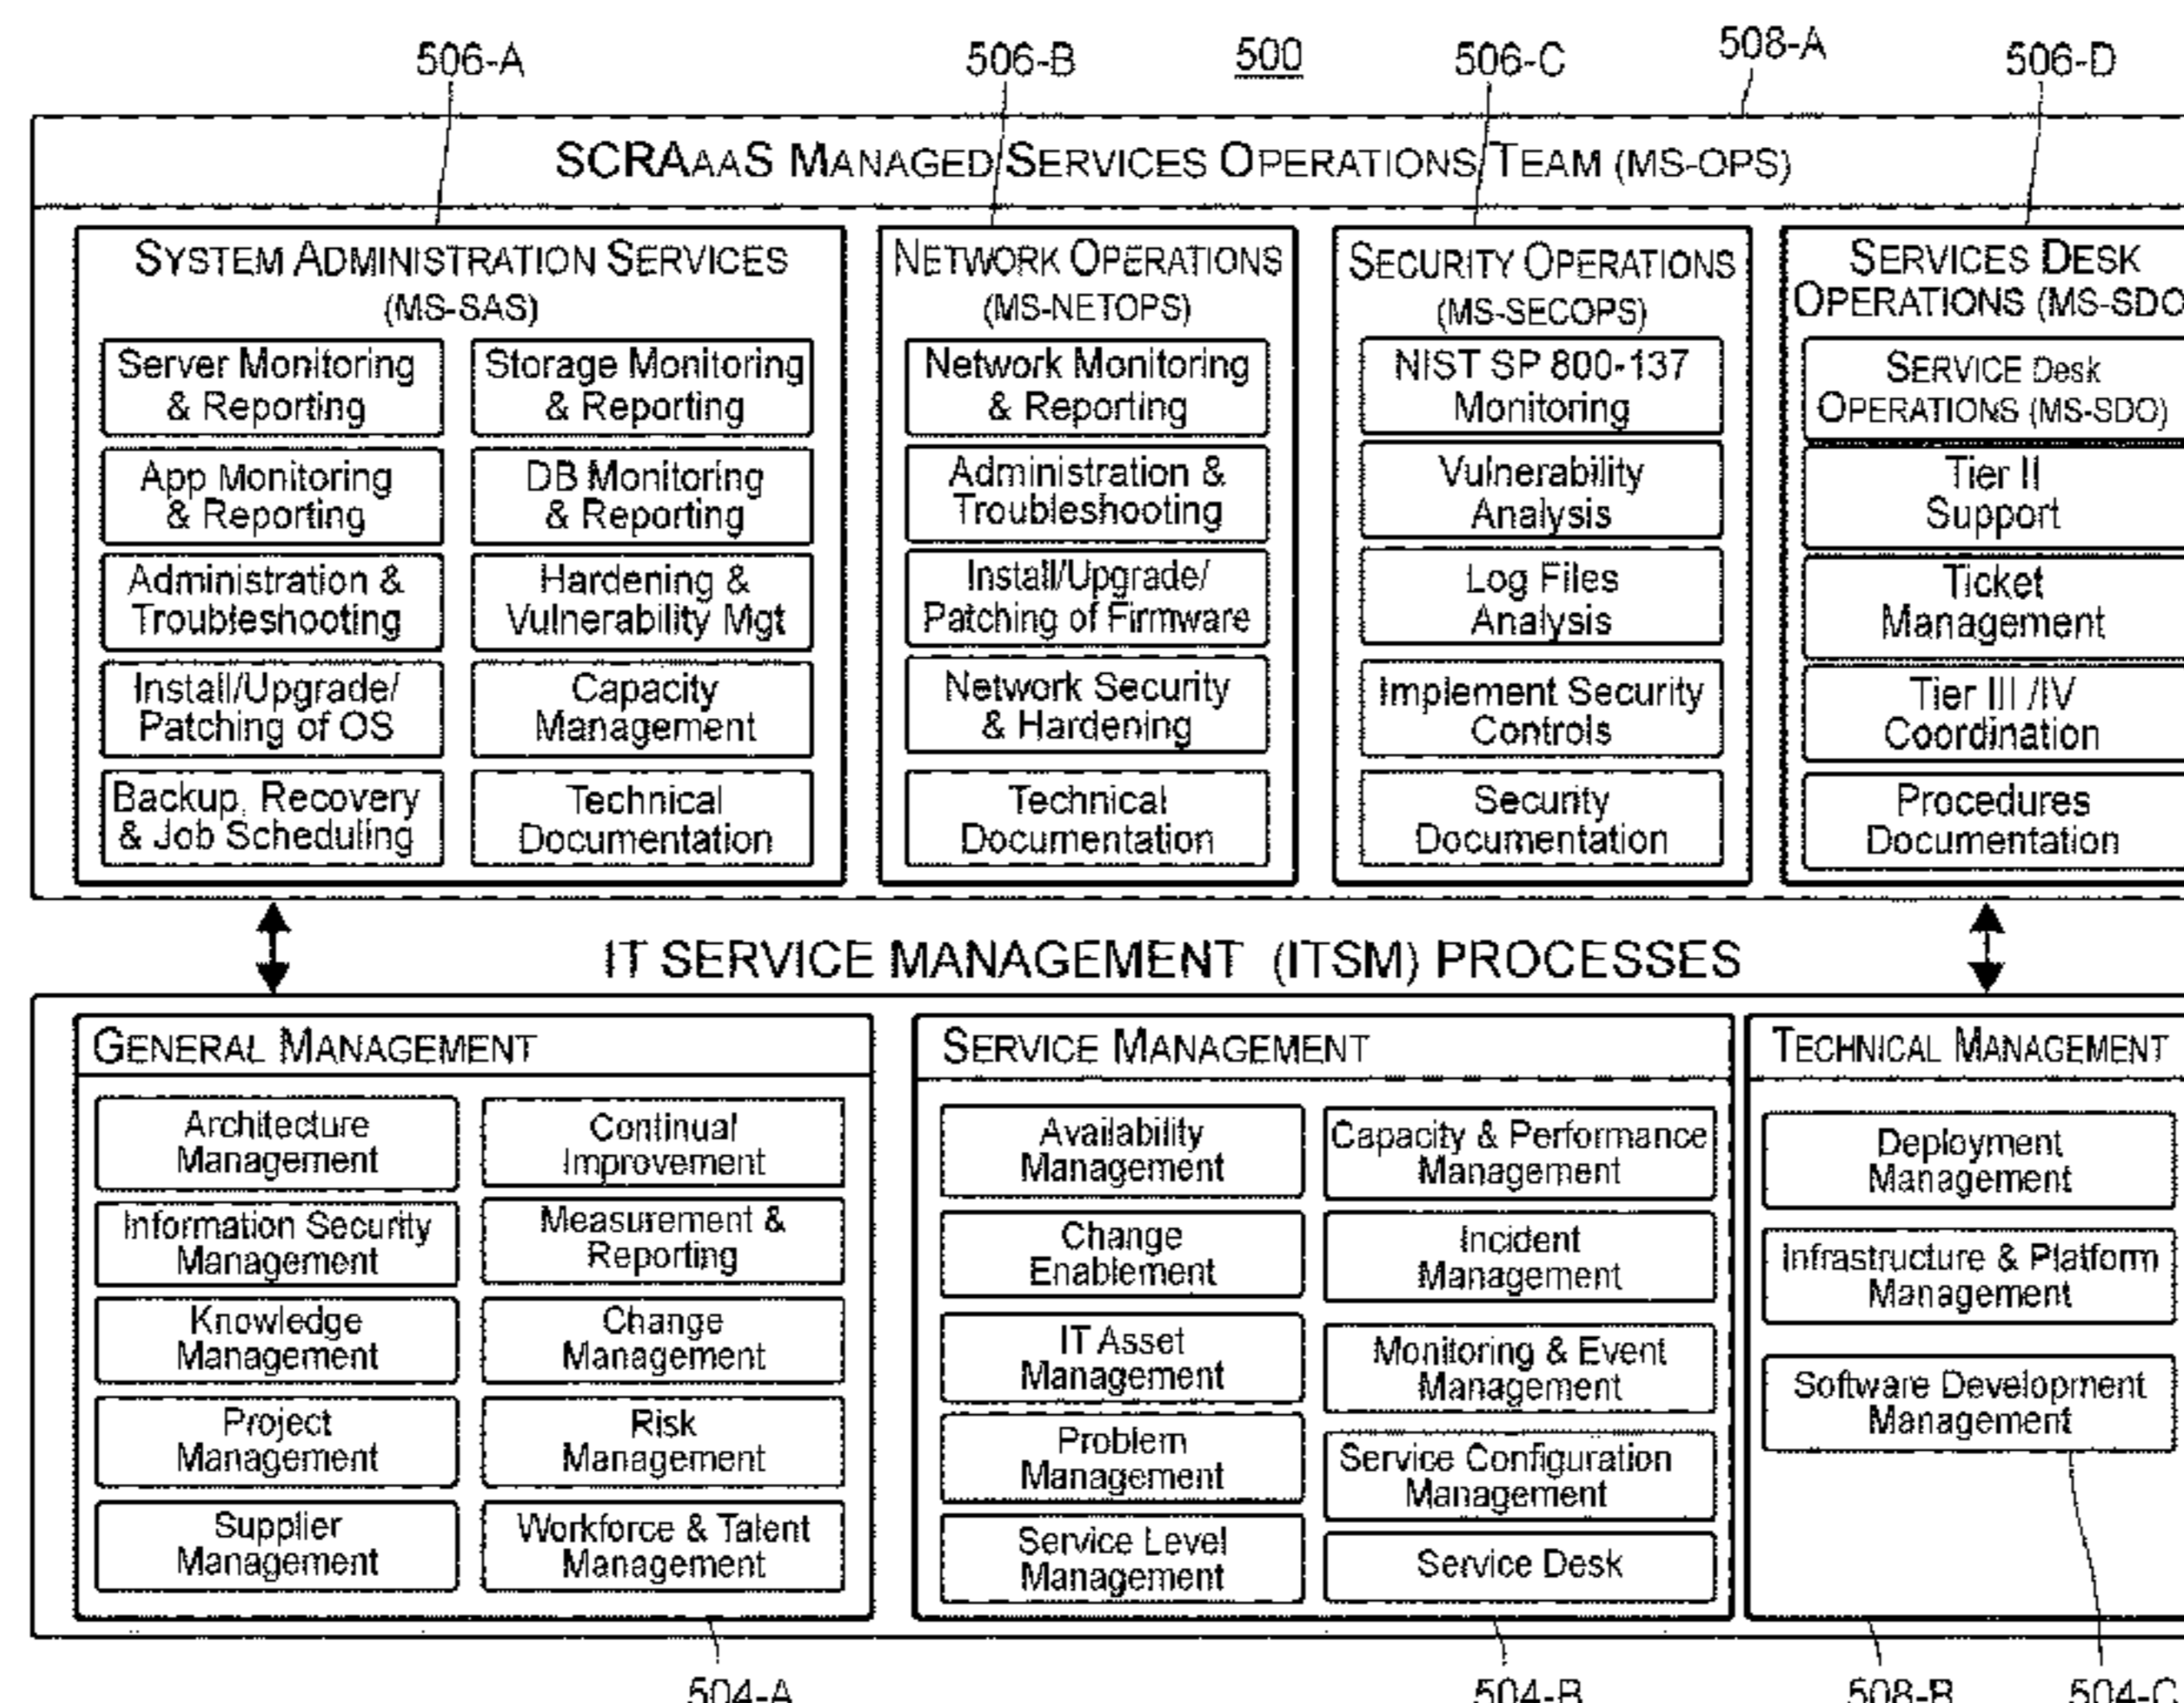 506-A
506-B
500
506-C
508-A
506-D
SCRAAAS MANAGED SERVICES OPERATIONS TEAM (MS-OPS)
SYSTEM ADMINISTRATION SERVICES
(MS-SAS)
Server Monitoring
& Reporting
Storage Monitoring
& Reporting
App Monitoring
& Reporting
DB Monitoring
& Reporting
Administration &
Troubleshooting
Hardening &
Vulnerability Mgt
Install/Upgrade/
Patching of OS
Capacity
Management
Backup, Recovery
& Job Scheduling
Technical
Documentation
NETWORK OPERATIONS
(MS-NETOPS)
Network Monitoring
& Reporting
Administration &
Troubleshooting
Install/Upgrade/
Patching of Firmware
Network Security
& Hardening
Technical
Documentation
SECURITY OPERATIONS
(MS-SECOPS)
NIST SP 800-137
Monitoring
Vulnerability
Analysis
Log Files
Analysis
Implement Security
Controls
Security
Documentation
SERVICES DESK
OPERATIONS (MS-SDO
SERVICE Desk
OPERATIONS (MS-SDO)
Tier II
Support
Ticket
Management
Tier III /IV
Coordination
Procedures
Documentation
IT SERVICE MANAGEMENT (ITSM) PROCESSES
GENERAL MANAGEMENT
Architecture
Management
Continual
Improvement
Information Security
Management
Measurement &
Reporting
Knowledge
Management
Change
Management
Project
Management
Risk
Management
Supplier
Management
Workforce & Talent
Management
SERVICE MANAGEMENT
Availability
Management
Capacity & Performance
Management
Change
Enablement
Incident
Management
IT Asset
Management
Monitoring & Event
Management
Problem
Management
Service Configuration
Management
Service Level
Management
Service Desk
TECHNICAL MANAGEMENT
Deployment
Management
Infrastructure & Platform
Management
Software Development
Management
504-A
504-B
508-B
504-C